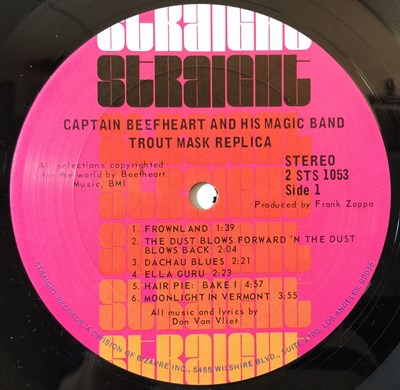 STRAIGHT
STRAIGHT
CAPTAIN BEEFHEART AND HIS MAGIC BAND
TROUT MASK REPLICA
All selections copyrighted
for the world by Beefheart
Music, BMI
STEREO
2 STS 1053
Side 1
Produced by Frank Zappa
1. FROWNLAND 1:39
2. THE DUST BLOWS FORWARD 'N THE DUST
BLOWS BACK 2:04
3. DACHAU BLUES 2:21
4. ELLA GURU 2:23
5. HAIR PIE: BAKE I 4:57
6. MOONLIGHT IN VERMONT 3:55
All music and lyrics by
Don Van Vliet
STRAIGHT
STRAIGHT
STRAIGHT RECORDS, A DIVISION OF BIZARRE INC., 5455 WILSHIRE BLVD., SUITE 1700, LOS ANGELES, 90036